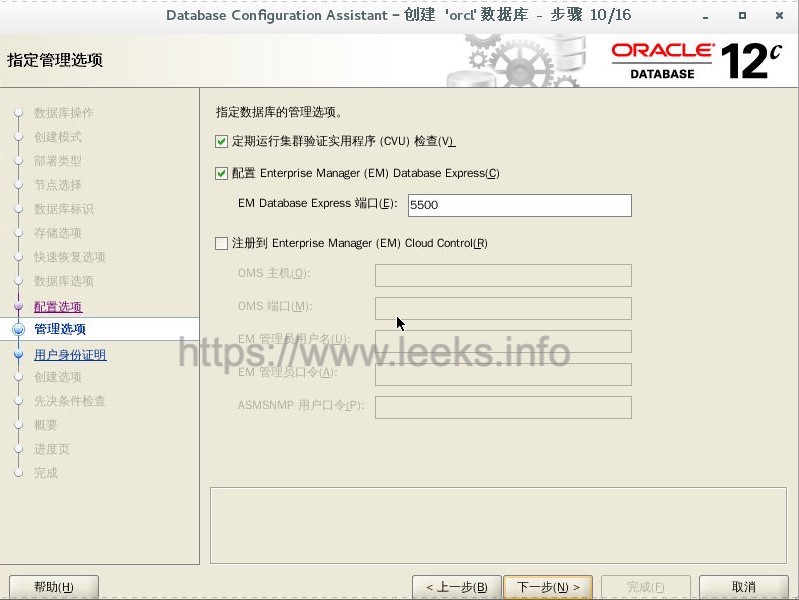 Database Configuration Assistant - 创建 'orcl' 数据库 - 步骤 10/16
指定管理选项
ORACLE
DATABASE
12c
数据库操作
创建模式
部署类型
节点选择
数据库标识
存储选项
快速恢复选项
数据库选项
配置选项
管理选项
用户身份证明
创建选项
先决条件检查
概要
进度页
完成
指定数据库的管理选项。
定期运行集群验证实用程序 (CVU) 检查(V)
配置 Enterprise Manager (EM) Database Express(C)
EM Database Express 端口(E): 5500
注册到 Enterprise Manager (EM) Cloud Control(R)
OMS 主机(O):
OMS 端口(M):
EM 管理员用户名(U):
EM 管理员口令(A):
ASMSNMP 用户口令(P):
https://www.leeks.info
帮助(H)
< 上一步(B)
下一步(N) >
完成(F)
取消